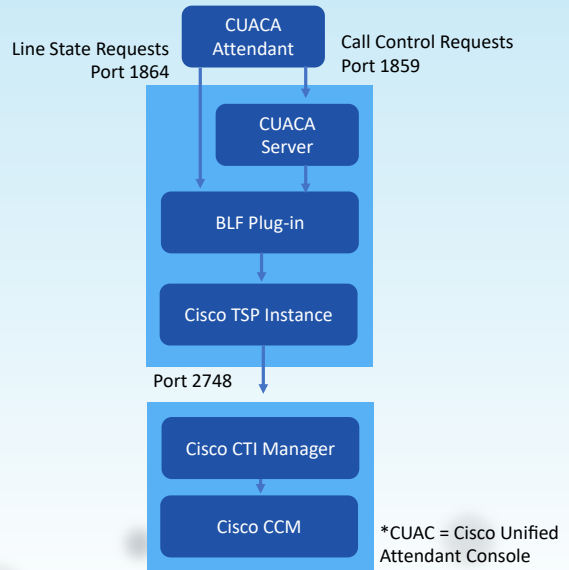 CUACA
Attendant
Line State Requests
Port 1864
Call Control Requests
Port 1859
CUACA
Server
BLF Plug-in
Cisco TSP Instance
Port 2748
Cisco CTI Manager
Cisco CCM
*CUAC = Cisco Unified
Attendant Console